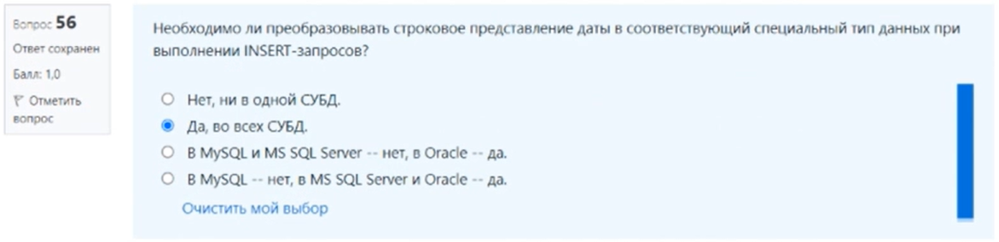 Вопрос 56
Ответ сохранен
Балл: 1,0
Отметить
вопрос
Необходимо ли преобразовывать строковое представление даты в соответствующий специальный тип данных при
выполнении INSERT-запросов?
Нет, ни в одной СУБД.
Да, во всех СУБД.
В MySQL и MS SQL Server -- нет, в Oracle -- да.
В MySQL -- нет, в MS SQL Server и Oracle -- да.
Очистить мой выбор